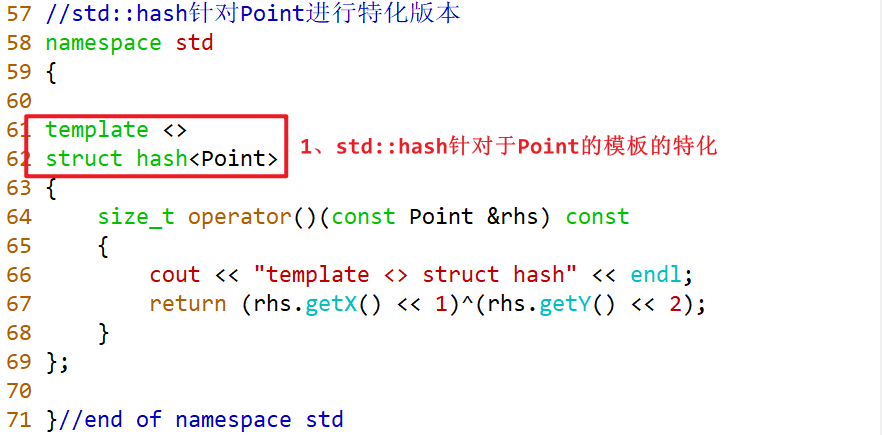 57 //std::hash针对Point进行特化版本
58 namespace std
59 {
60
61 template <>
62 struct hash<Point>
1、std::hash针对于Point的模板的特化
63 {
64     size_t operator()(const Point &rhs) const
65     {
66         cout << "template <> struct hash" << endl;
67         return (rhs.getX() << 1)^(rhs.getY() << 2);
68     }
69 };
70
71 }//end of namespace std